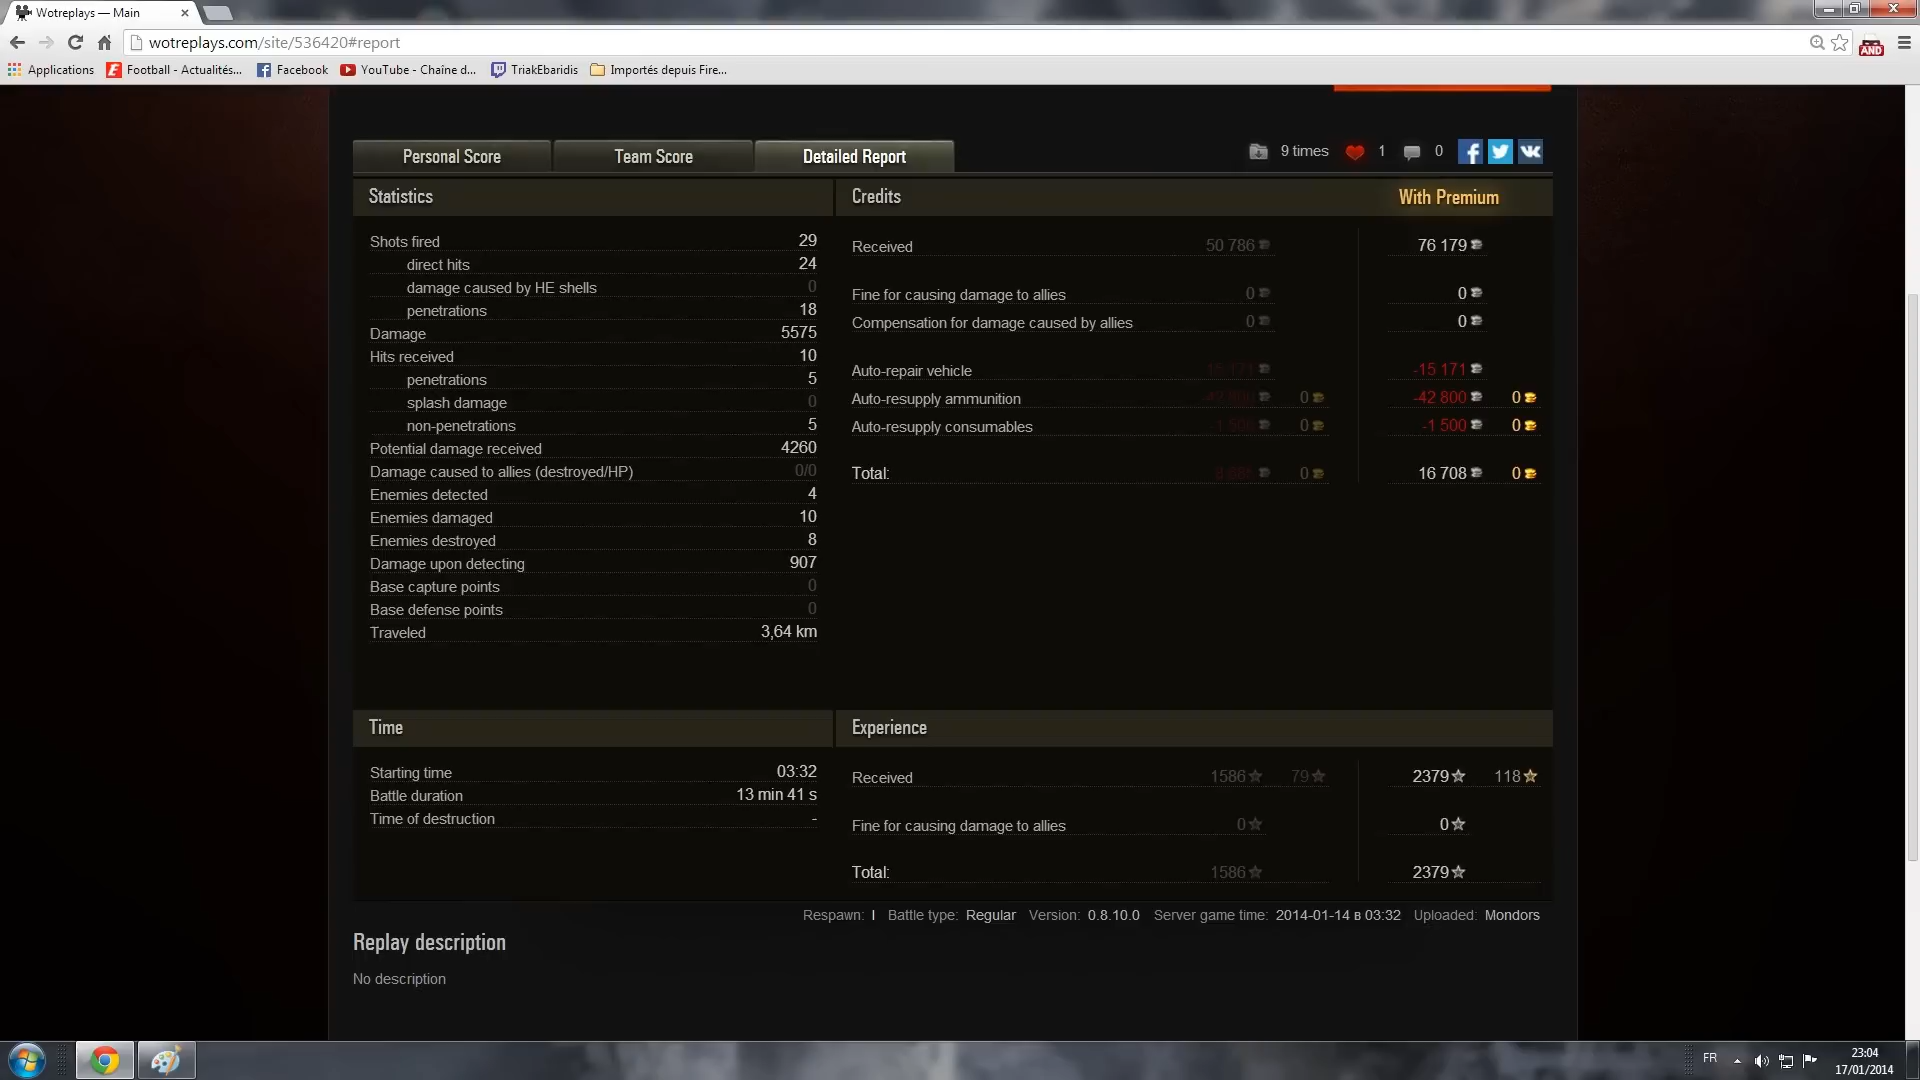 Wotreplays — Main
wotreplays.com/site/536420#report
Applications Football - Actualités... Facebook YouTube - Chaîne d... TriakEbaridis Importés depuis Fire...
AND
Personal Score Team Score Detailed Report 9 times 1 0
Statistics
Shots fired 29
direct hits 24
damage caused by HE shells 0
penetrations 18
Damage 5575
Hits received 10
penetrations 5
splash damage 0
non-penetrations 5
Potential damage received 4260
Damage caused to allies (destroyed/HP) 0/0
Enemies detected 4
Enemies damaged 10
Enemies destroyed 8
Damage upon detecting 907
Base capture points 0
Base defense points 0
Traveled 3,64 km
Credits With Premium
Received 50 786 76 179
Fine for causing damage to allies 0 0
Compensation for damage caused by allies 0 0
Auto-repair vehicle -15 171
Auto-resupply ammunition 0 -42 800 0
Auto-resupply consumables 0 -1 500 0
Total: 0 16 708 0
Time
Starting time 03:32
Battle duration 13 min 41 s
Time of destruction -
Experience
Received 1586 79 2379 118
Fine for causing damage to allies 0 0
Total: 1586 2379
Respawn: I Battle type: Regular Version: 0.8.10.0 Server game time: 2014-01-14 в 03:32 Uploaded: Mondors
Replay description
No description
FR
23:04
17/01/2014